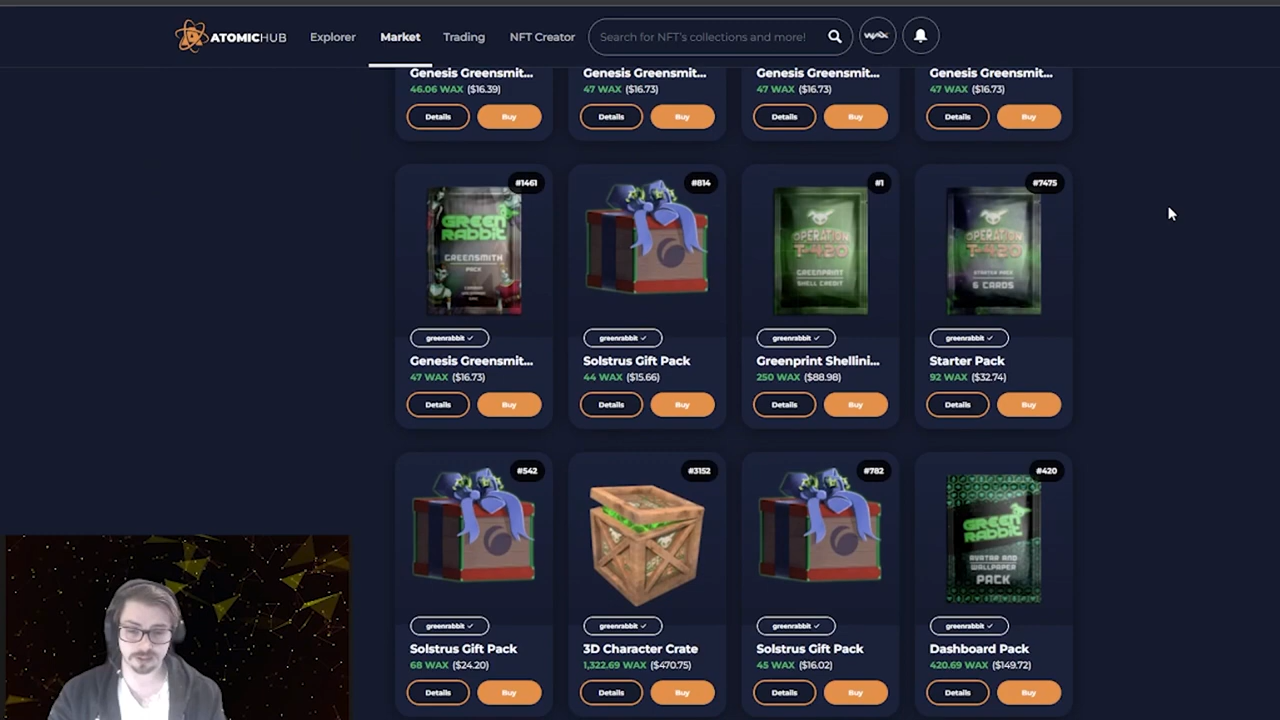 ATOMICHUB Explorer Market Trading NFT Creator Search for NFT's collections and more! WAX
Genesis Greensmit... Genesis Greensmit... Genesis Greensmit... Genesis Greensmit...
46.06 WAX ($16.39) 47 WAX ($16.73) 47 WAX ($16.73) 47 WAX ($16.73)
Details Buy Details Buy Details Buy Details Buy
#1461 #814 #1 #7475
GREEN
RABBIT
GREENSMITH
PACK
OPERATION
T-420
GREENPRINT
SHELL CREDIT
OPERATION
T-420
STARTER PACK
6 CARDS
greenrabbit greenrabbit greenrabbit greenrabbit
Genesis Greensmit... Solstrus Gift Pack Greenprint Shellini... Starter Pack
47 WAX ($16.73) 44 WAX ($15.66) 250 WAX ($88.98) 92 WAX ($32.74)
Details Buy Details Buy Details Buy Details Buy
#542 #3152 #782 #420
GREEN
RABBIT
AVATAR AND
WALLPAPER
PACK
greenrabbit greenrabbit greenrabbit greenrabbit
Solstrus Gift Pack 3D Character Crate Solstrus Gift Pack Dashboard Pack
68 WAX ($24.20) 1,322.69 WAX ($470.75) 45 WAX ($16.02) 420.69 WAX ($149.72)
Details Buy Details Buy Details Buy Details Buy